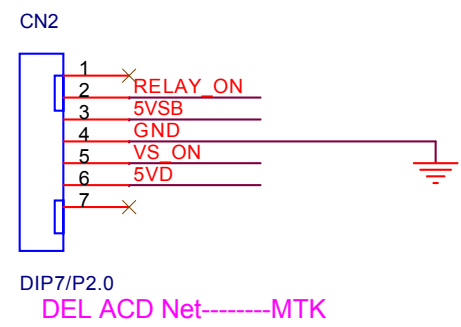 CN2
1
2 RELAY_ON
3 5VSB
4 GND
5 VS_ON
6 5VD
7
DIP7/P2.0
DEL ACD Net--------MTK